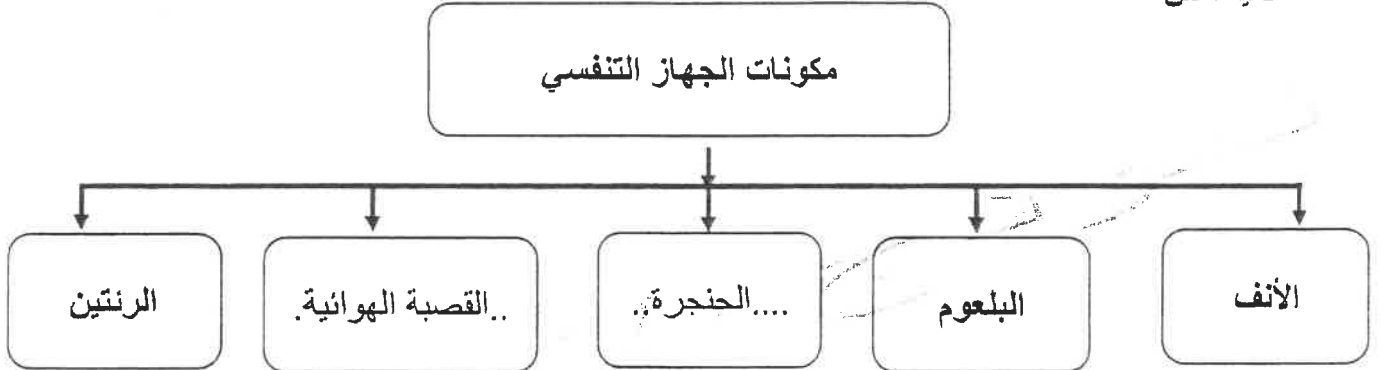 مكونات الجهاز التنفسي
الأنف
البلعوم
....الحنجرة..
..القصبة الهوائية.
الرئتين